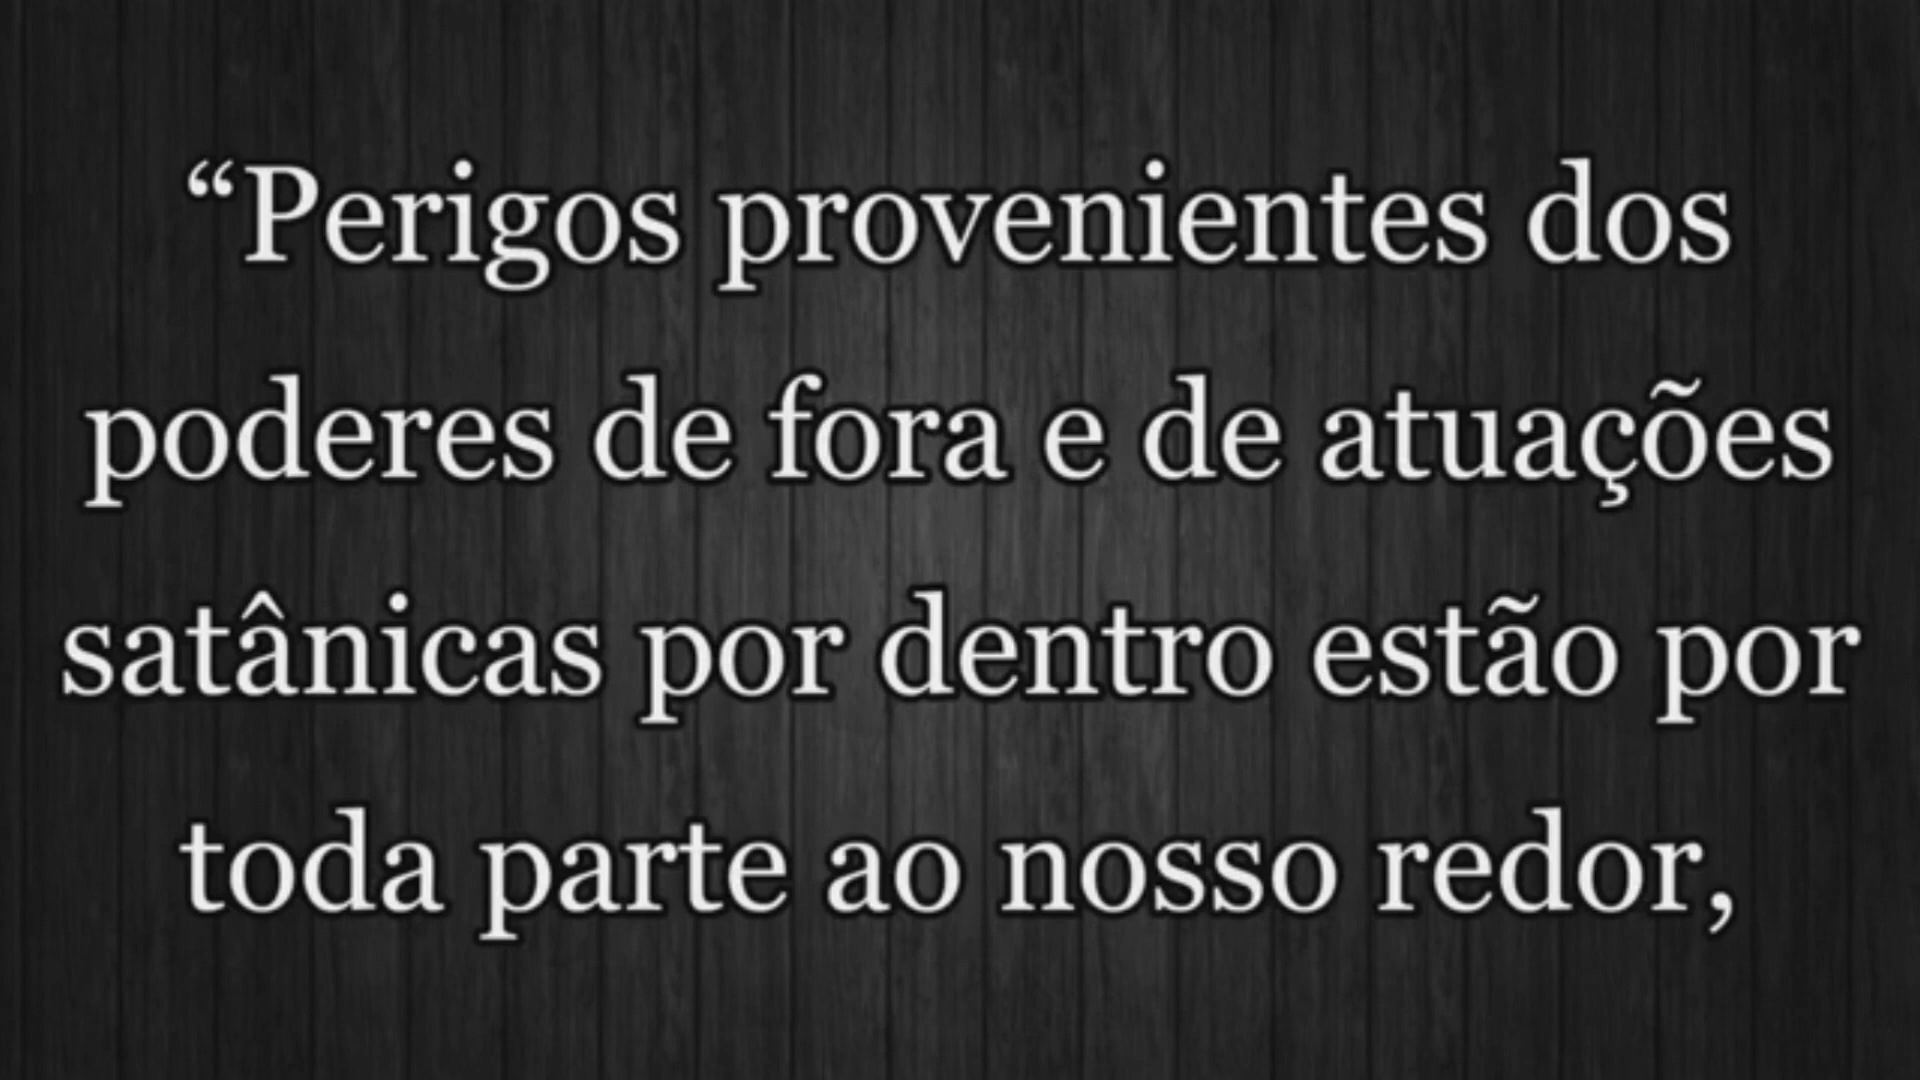 “Perigos provenientes dos
poderes de fora e de atuações
satânicas por dentro estão por
toda parte ao nosso redor,